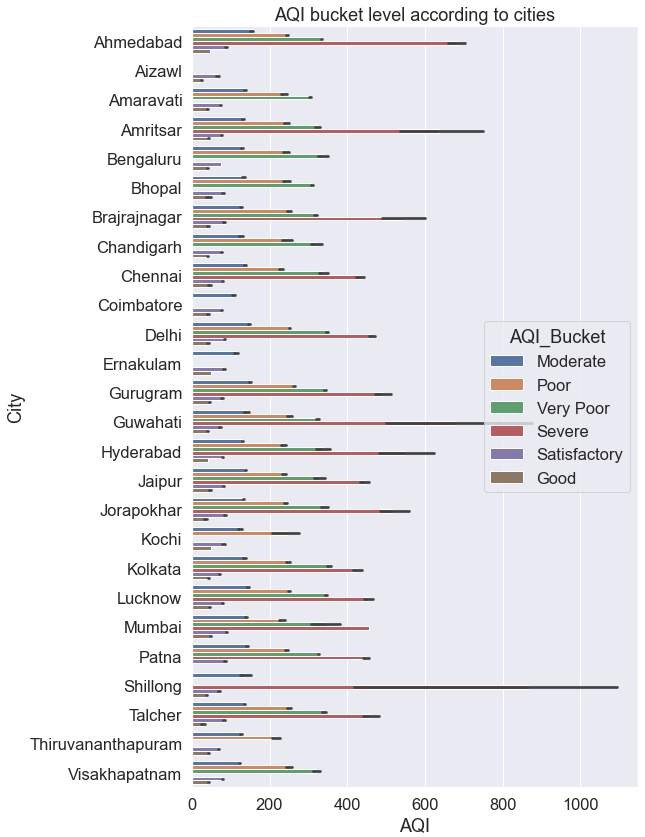 AQI bucket level according to cities
City
Ahmedabad
Aizawl
Amaravati
Amritsar
Bengaluru
Bhopal
Brajrajnagar
Chandigarh
Chennai
Coimbatore
Delhi
Ernakulam
Gurugram
Guwahati
Hyderabad
Jaipur
Jorapokhar
Kochi
Kolkata
Lucknow
Mumbai
Patna
Shillong
Talcher
Thiruvananthapuram
Visakhapatnam
AQI_Bucket
Moderate
Poor
Very Poor
Severe
Satisfactory
Good
0 200 400 600 800 1000
AQI